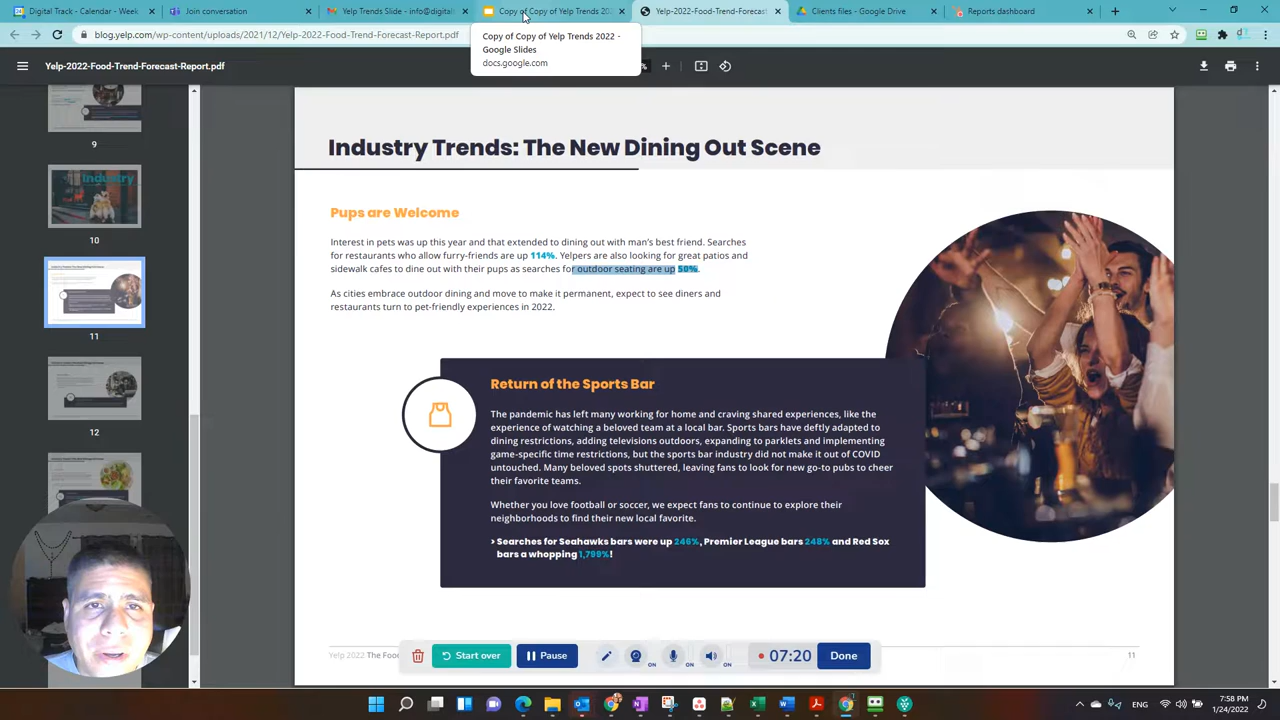 Digital Track - Calendar - Week
Join conversation
Yelp Trends Slide - info@digital
Copy of Copy of Yelp Trends 202
Yelp-2022-Food-Trend-Forecast
Clients files - Google Drive
Reports dashboard
blog.yelp.com/wp-content/uploads/2021/12/Yelp-2022-Food-Trend-Forecast-Report.pdf
Copy of Copy of Yelp Trends 2022 -
Google Slides
docs.google.com
Yelp-2022-Food-Trend-Forecast-Report.pdf
9
Industry
10
11
12
Industry Trends: The New Dining Out Scene
Pups are Welcome
Interest in pets was up this year and that extended to dining out with man's best friend. Searches
for restaurants who allow furry-friends are up 114%. Yelpers are also looking for great patios and
sidewalk cafes to dine out with their pups as searches for outdoor seating are up 50%.
As cities embrace outdoor dining and move to make it permanent, expect to see diners and
restaurants turn to pet-friendly experiences in 2022.
Return of the Sports Bar
The pandemic has left many working for home and craving shared experiences, like the
experience of watching a beloved team at a local bar. Sports bars have deftly adapted to
dining restrictions, adding televisions outdoors, expanding to parklets and implementing
game-specific time restrictions, but the sports bar industry did not make it out of COVID
untouched. Many beloved spots shuttered, leaving fans to look for new go-to pubs to cheer
their favorite teams.
Whether you love football or soccer, we expect fans to continue to explore their
neighborhoods to find their new local favorite.
> Searches for Seahawks bars were up 246%, Premier League bars 248% and Red Sox
bars a whopping 1,799%!
Yelp 2022 The Foo
11
Start over
Pause
ON
ON
ON
07:20
Done
ENG
7:58 PM
1/24/2022